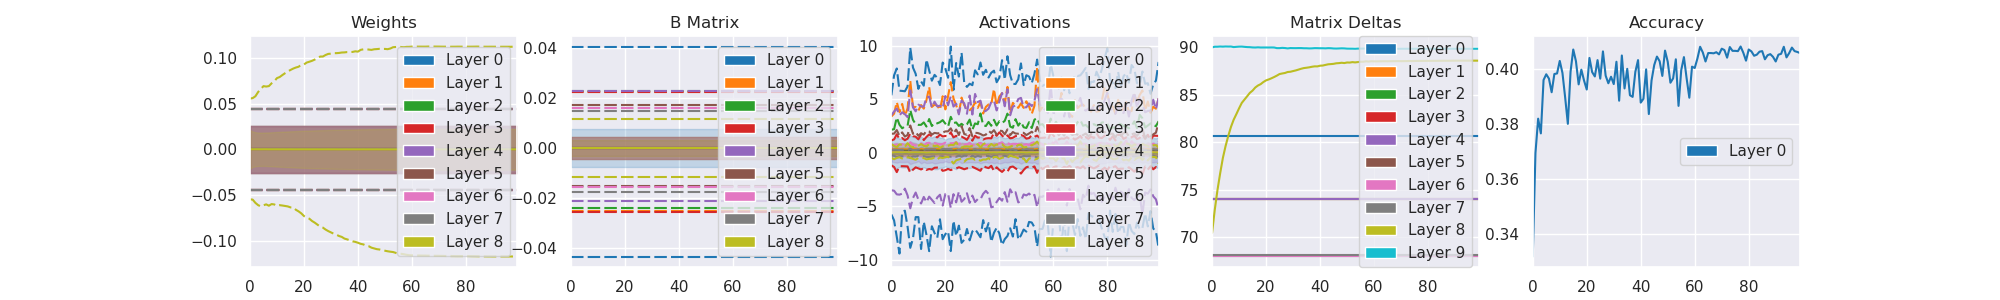 Weights
0.10
0.05
0.00
−0.05
−0.10
0
20
40
60
80
Layer 0
Layer 1
Layer 2
Layer 3
Layer 4
Layer 5
Layer 6
Layer 7
Layer 8
B Matrix
0.04
0.02
0.00
−0.02
−0.04
0
20
40
60
80
Layer 0
Layer 1
Layer 2
Layer 3
Layer 4
Layer 5
Layer 6
Layer 7
Layer 8
Activations
10
5
0
−5
−10
0
20
40
60
80
Layer 0
Layer 1
Layer 2
Layer 3
Layer 4
Layer 5
Layer 6
Layer 7
Layer 8
Matrix Deltas
90
85
80
75
70
0
20
40
60
80
Layer 0
Layer 1
Layer 2
Layer 3
Layer 4
Layer 5
Layer 6
Layer 7
Layer 8
Layer 9
Accuracy
0.40
0.38
0.36
0.34
0
20
40
60
80
Layer 0